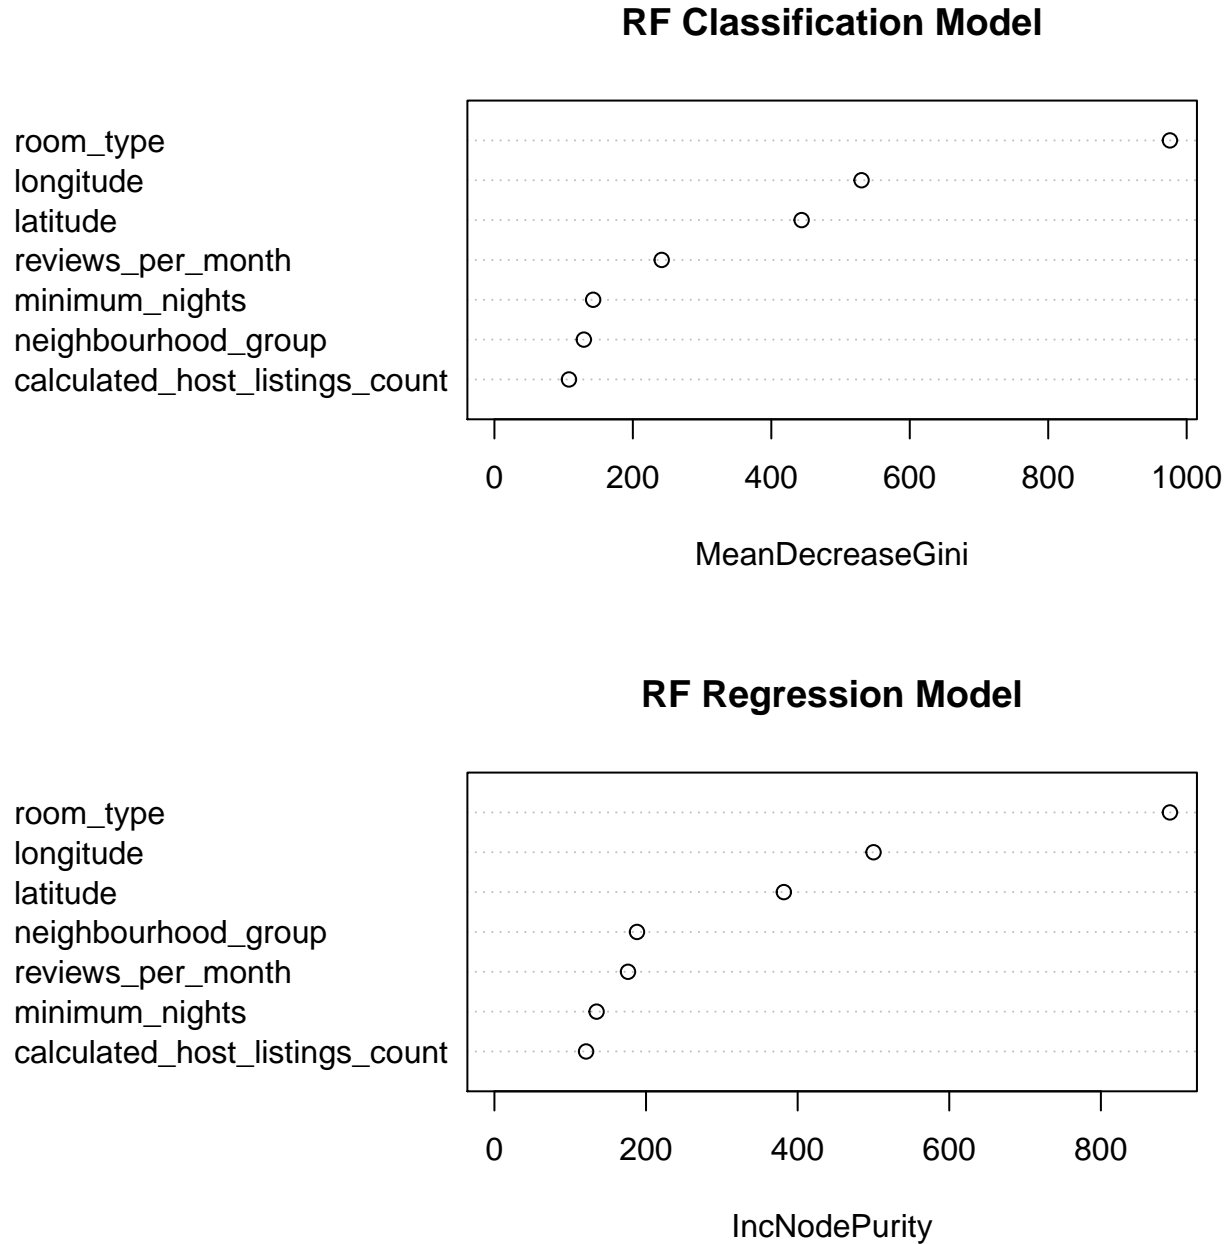 RF Classification Model
room_type
longitude
latitude
reviews_per_month
minimum_nights
neighbourhood_group
calculated_host_listings_count
0 200 400 600 800 1000
MeanDecreaseGini
RF Regression Model
room_type
longitude
latitude
neighbourhood_group
reviews_per_month
minimum_nights
calculated_host_listings_count
0 200 400 600 800
IncNodePurity